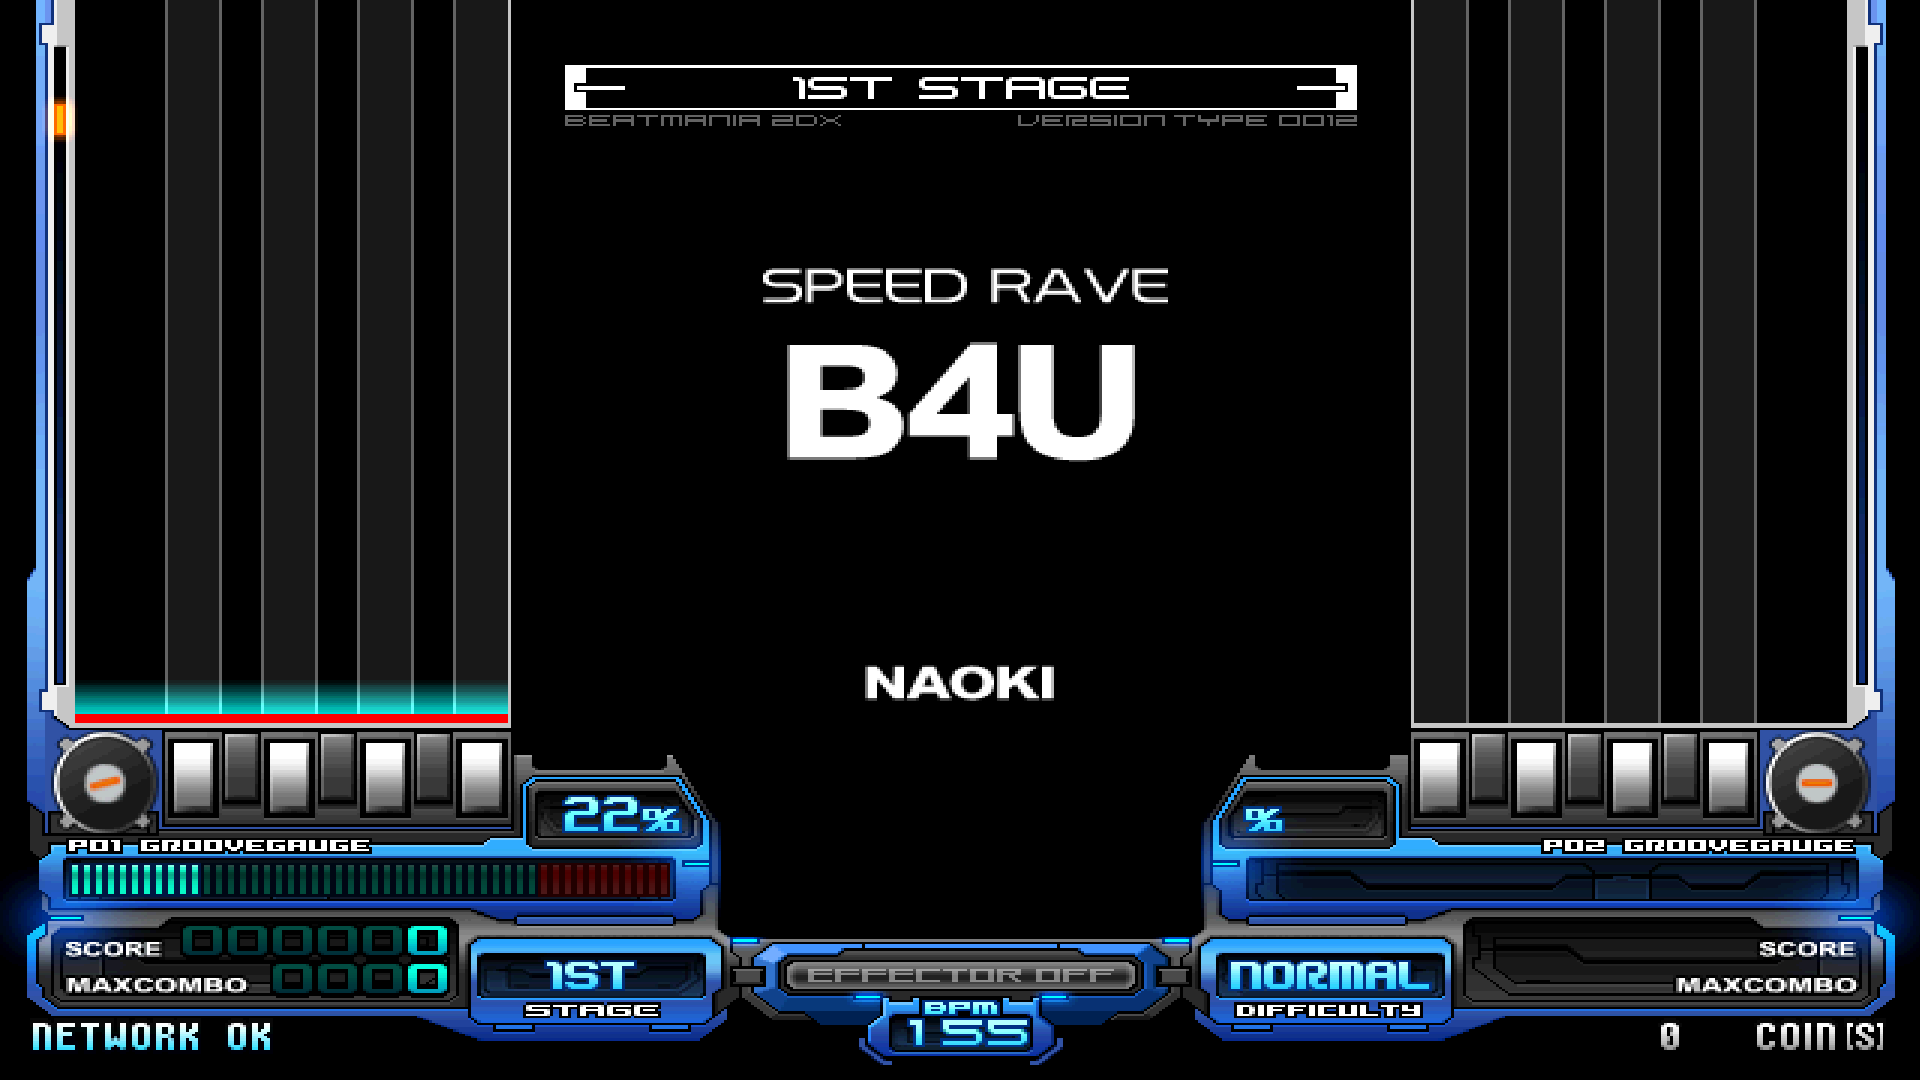 1ST STAGE
BEATMANIA 2DX VERSION TYPE 0012
SPEED RAVE
B4U
NAOKI
22% %
P01 GROOVEGAUGE P02 GROOVEGAUGE
SCORE 000000 SCORE
MAXCOMBO 0000 MAXCOMBO
1ST EFFECTOR OFF NORMAL
STAGE BPM DIFFICULTY
155
NETWORK OK 0 COIN[S]